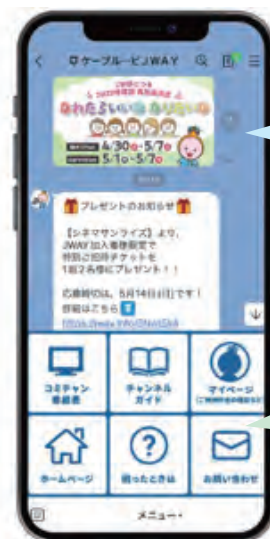 ケーブルービJWAY
なれたらいいな なりたいな
4/30
5/7
5/1
5/7
プレゼントのお知らせ
【シネマサンライズ】より、
JWAY加入者様限定で
特別ご招待チケットを
1組2名様にプレゼント！！
応募締切は、5月14日(日)です！
詳細はこちら
コミチャン
番組表
チャンネル
ガイド
マイページ
ホームページ
困ったときは
お問い合わせ
メニュー